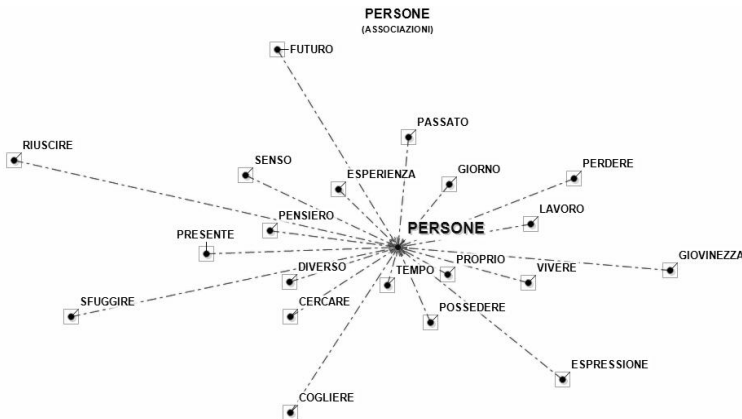 PERSONE
(ASSOCIAZIONI)
FUTURO
PASSATO
RIUSCIRE
SENSO
ESPERIENZA
GIORNO
PERDERE
PENSIERO
LAVORO
PERSONE
PRESENTE
GIOVINEZZA
DIVERSO
TEMPO
PROPRIO
VIVERE
SFUGGIRE
CERCARE
POSSEDERE
ESPRESSIONE
COGLIERE